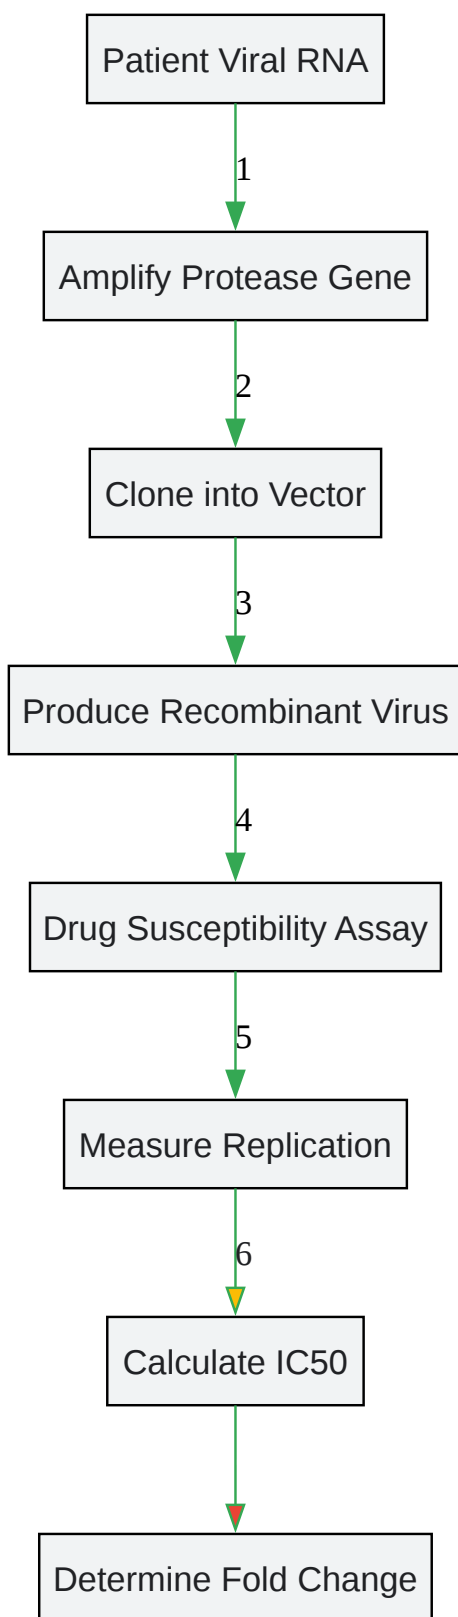 Patient Viral RNA
1
Amplify Protease Gene
2
Clone into Vector
3
Produce Recombinant Virus
4
Drug Susceptibility Assay
5
Measure Replication
6
Calculate IC50
Determine Fold Change